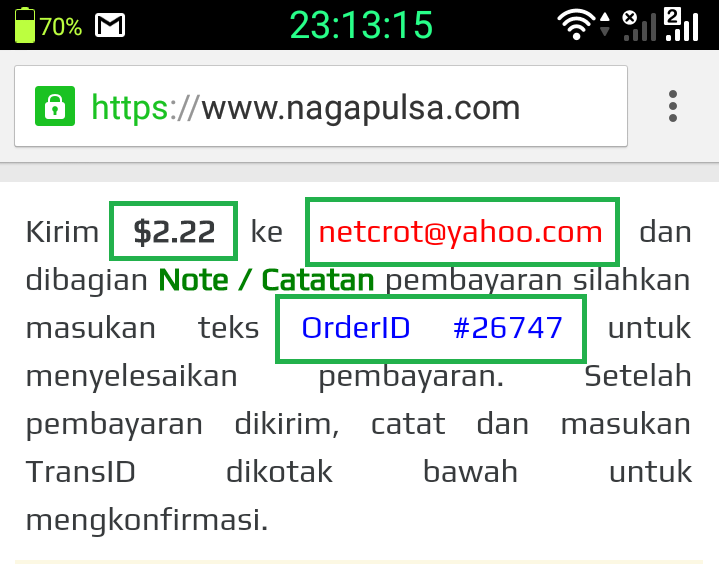 70% 23:13:15 2
https://www.nagapulsa.com
Kirim $2.22 ke netcrot@yahoo.com dan
dibagian Note / Catatan pembayaran silahkan
masukan teks OrderID #26747 untuk
menyelesaikan pembayaran. Setelah
pembayaran dikirim, catat dan masukan
TransID dikotak bawah untuk
mengkonfirmasi.